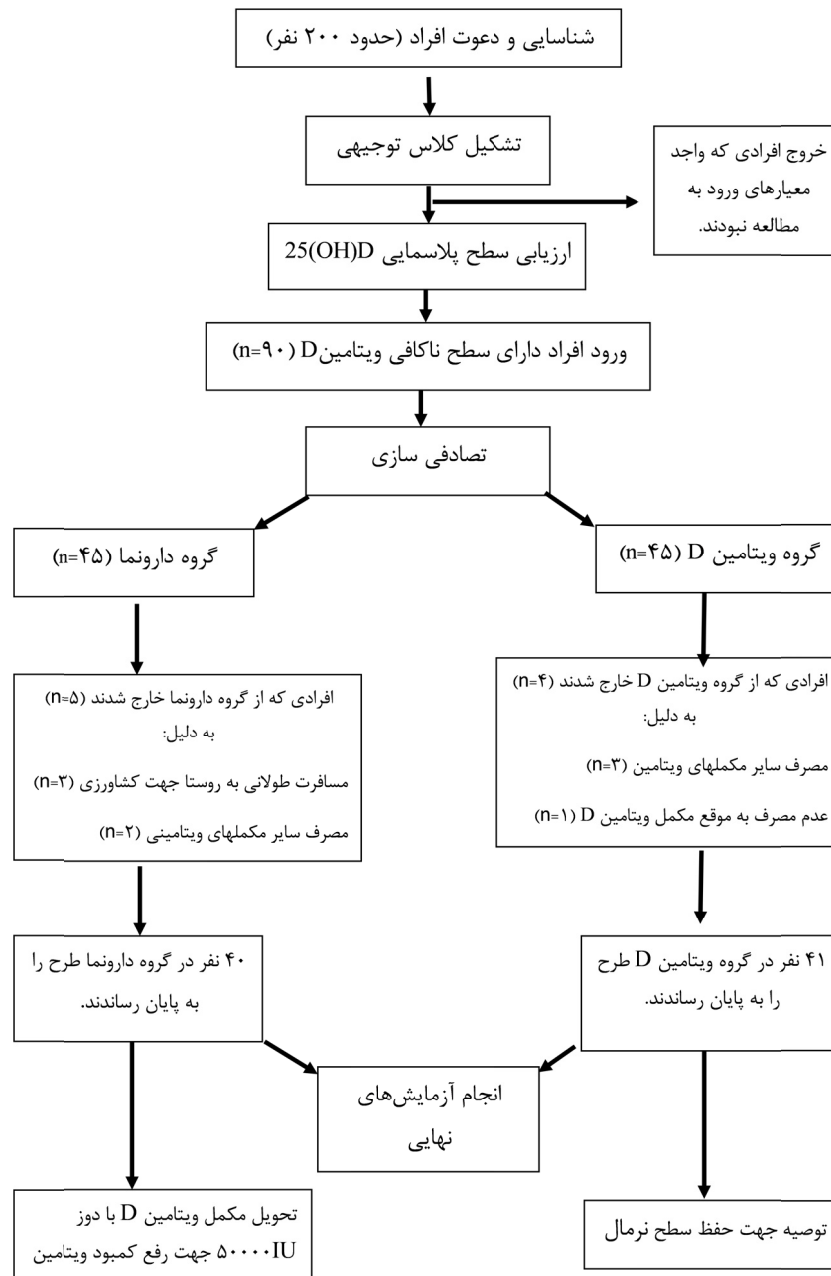 شناسایی و دعوت افراد (حدود ۲۰۰ نفر)
تشکیل کلاس توجیهی
خروج افرادی که واجد
معیارهای ورود به
مطالعه نبودند.
ارزیابی سطح پلاسمایی 25(OH)D
ورود افراد دارای سطح ناکافی ویتامین D (n=۹۰)
تصادفی سازی
گروه ویتامین D (n=۴۵)
گروه دارونما (n=۴۵)
افرادی که از گروه ویتامین D خارج شدند (n=۴)
به دلیل:
مصرف سایر مکملهای ویتامین (n=۳)
عدم مصرف به موقع مکمل ویتامین D (n=۱)
افرادی که از گروه دارونما خارج شدند (n=۵)
به دلیل:
مسافرت طولانی به روستا جهت کشاورزی (n=۳)
مصرف سایر مکملهای ویتامینی (n=۲)
۴۱ نفر در گروه ویتامین D طرح
را به پایان رساندند.
۴۰ نفر در گروه دارونما طرح را
به پایان رساندند.
انجام آزمایش‌های
نهایی
توصیه جهت حفظ سطح نرمال
تحویل مکمل ویتامین D با دوز
۵۰۰۰۰IU جهت رفع کمبود ویتامین